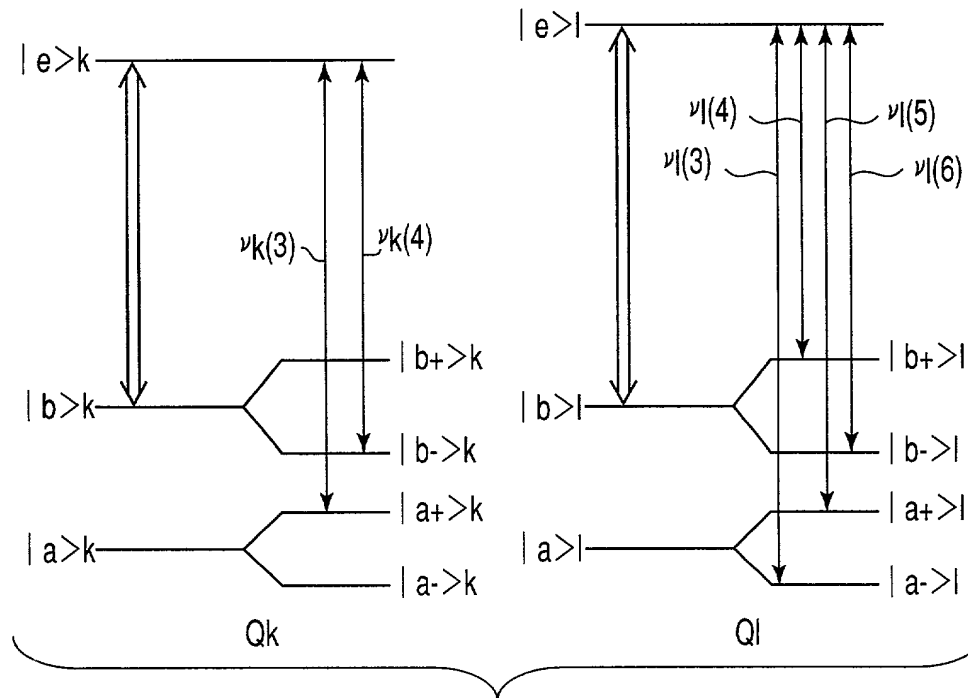 |e>k
νk(3)
νk(4)
|b+>k
|b>k
|b->k
|a+>k
|a>k
|a->k
Qk
|e>l
νl(4)
νl(5)
νl(3)
νl(6)
|b+>l
|b>l
|b->l
|a+>l
|a>l
|a->l
Ql